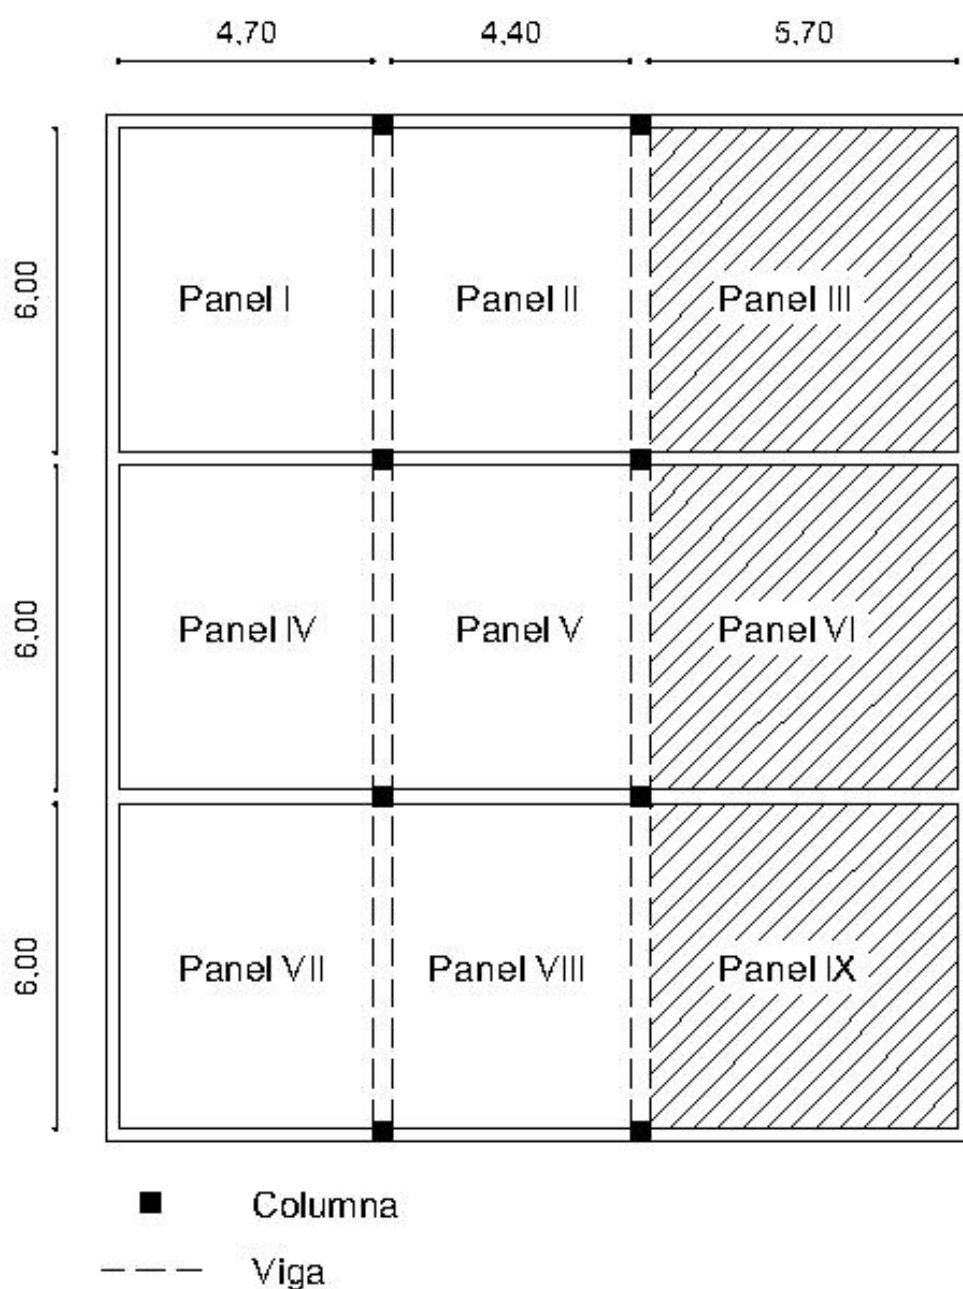 4,70 4,40 5,70
6,00
Panel I Panel II Panel III
6,00
Panel IV Panel V Panel VI
6,00
Panel VII Panel VIII Panel IX
Columna
Viga